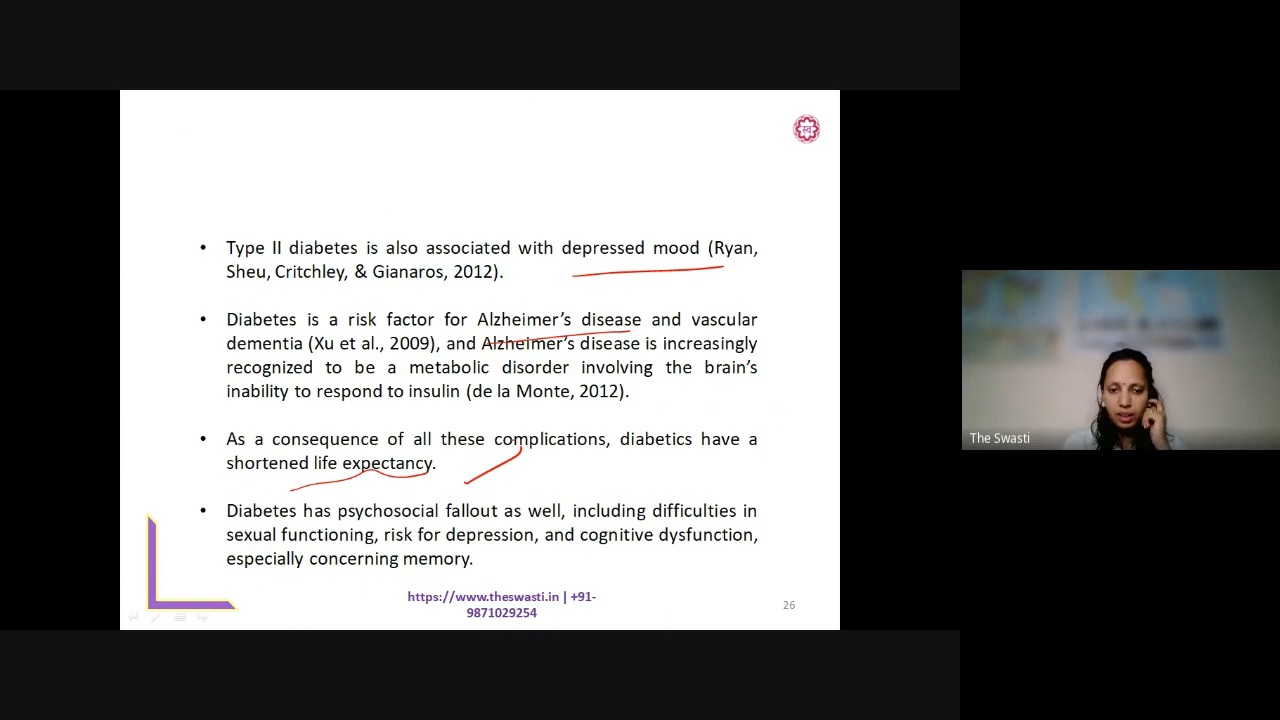 • Type II diabetes is also associated with depressed mood (Ryan,
Sheu, Critchley, & Gianaros, 2012).
• Diabetes is a risk factor for Alzheimer’s disease and vascular
dementia (Xu et al., 2009), and Alzheimer’s disease is increasingly
recognized to be a metabolic disorder involving the brain’s
inability to respond to insulin (de la Monte, 2012).
• As a consequence of all these complications, diabetics have a
shortened life expectancy.
• Diabetes has psychosocial fallout as well, including difficulties in
sexual functioning, risk for depression, and cognitive dysfunction,
especially concerning memory.
https://www.theswasti.in | +91-
9871029254
26
The Swasti